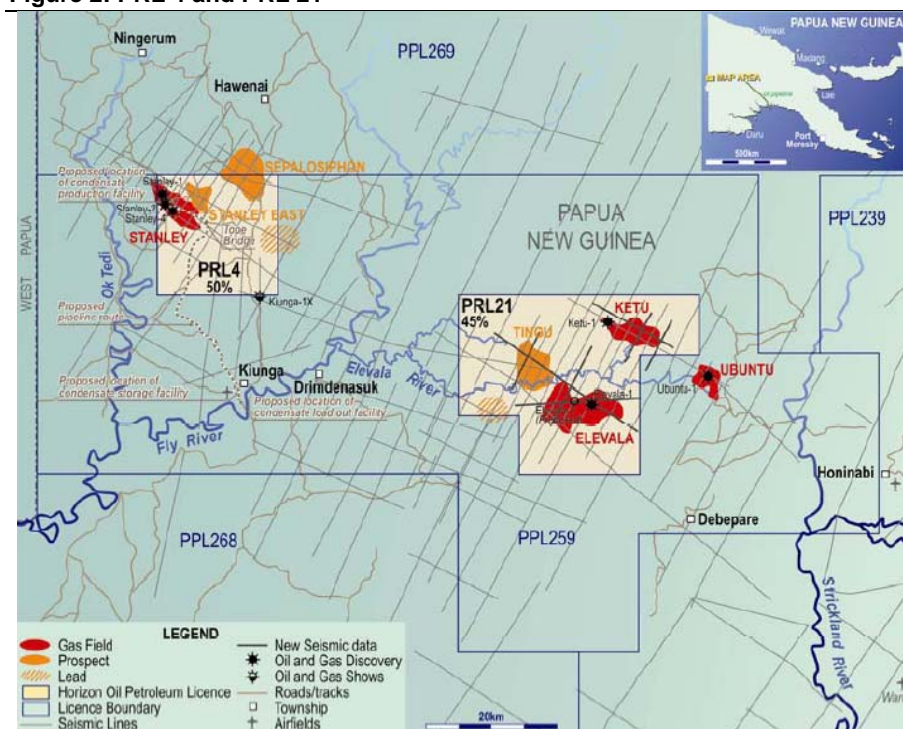 Figure 2: PRL 4 and PRL 21
Ningerum
Hawenai
PPL269
PAPUA NEW GUINEA
Wewak
Madang
MAP AREA
Lae
Daru
Port
Moresby
500km
Proposed location
of condensate
production facility
Stanley-1
Stanley-4
STANLEY
SEPALOSIPHON
STANLEY EAST
Tope
Bridge
PRL4
50%
Kiunga-1X
WEST PAPUA
Ok Tedi
Proposed
pipeline route
Proposed location of
condensate storage facility
Kiunga
Drimdenasuk
Proposed location of
condensate load out facility
Elevala
River
Fly River
PAPUA
NEW GUINEA
PPL239
PRL21
45%
TINGU
KETU
Ketu-1
UBUNTU
Ubuntu-1
ELEVALA
Honinabi
Debepare
PPL268
PPL259
Strickland River
LEGEND
Gas Field
Prospect
Lead
Horizon Oil Petroleum Licence
Licence Boundary
Seismic Lines
New Seismic data
Oil and Gas Discovery
Oil and Gas Shows
Roads/tracks
Township
Airfields
20km